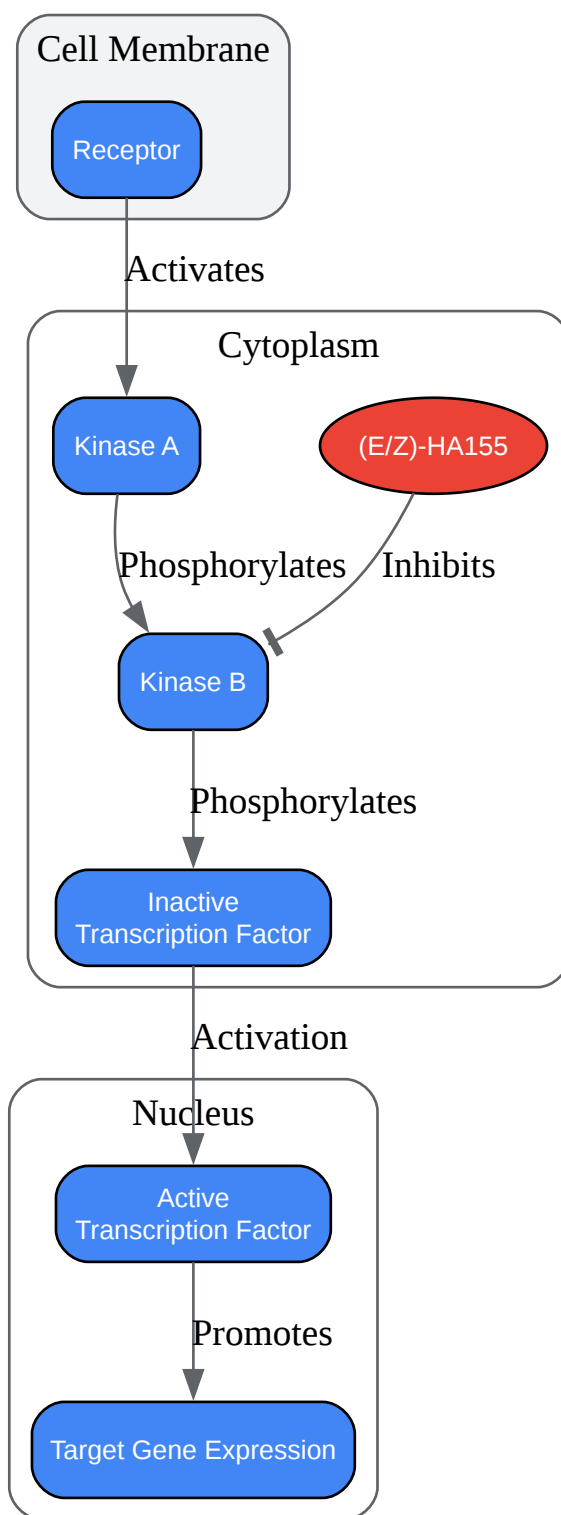 Cell Membrane
Receptor
Activates
Cytoplasm
Kinase A
(E/Z)-HA155
Phosphorylates
Inhibits
Kinase B
Phosphorylates
Inactive
Transcription Factor
Activation
Nucleus
Active
Transcription Factor
Promotes
Target Gene Expression